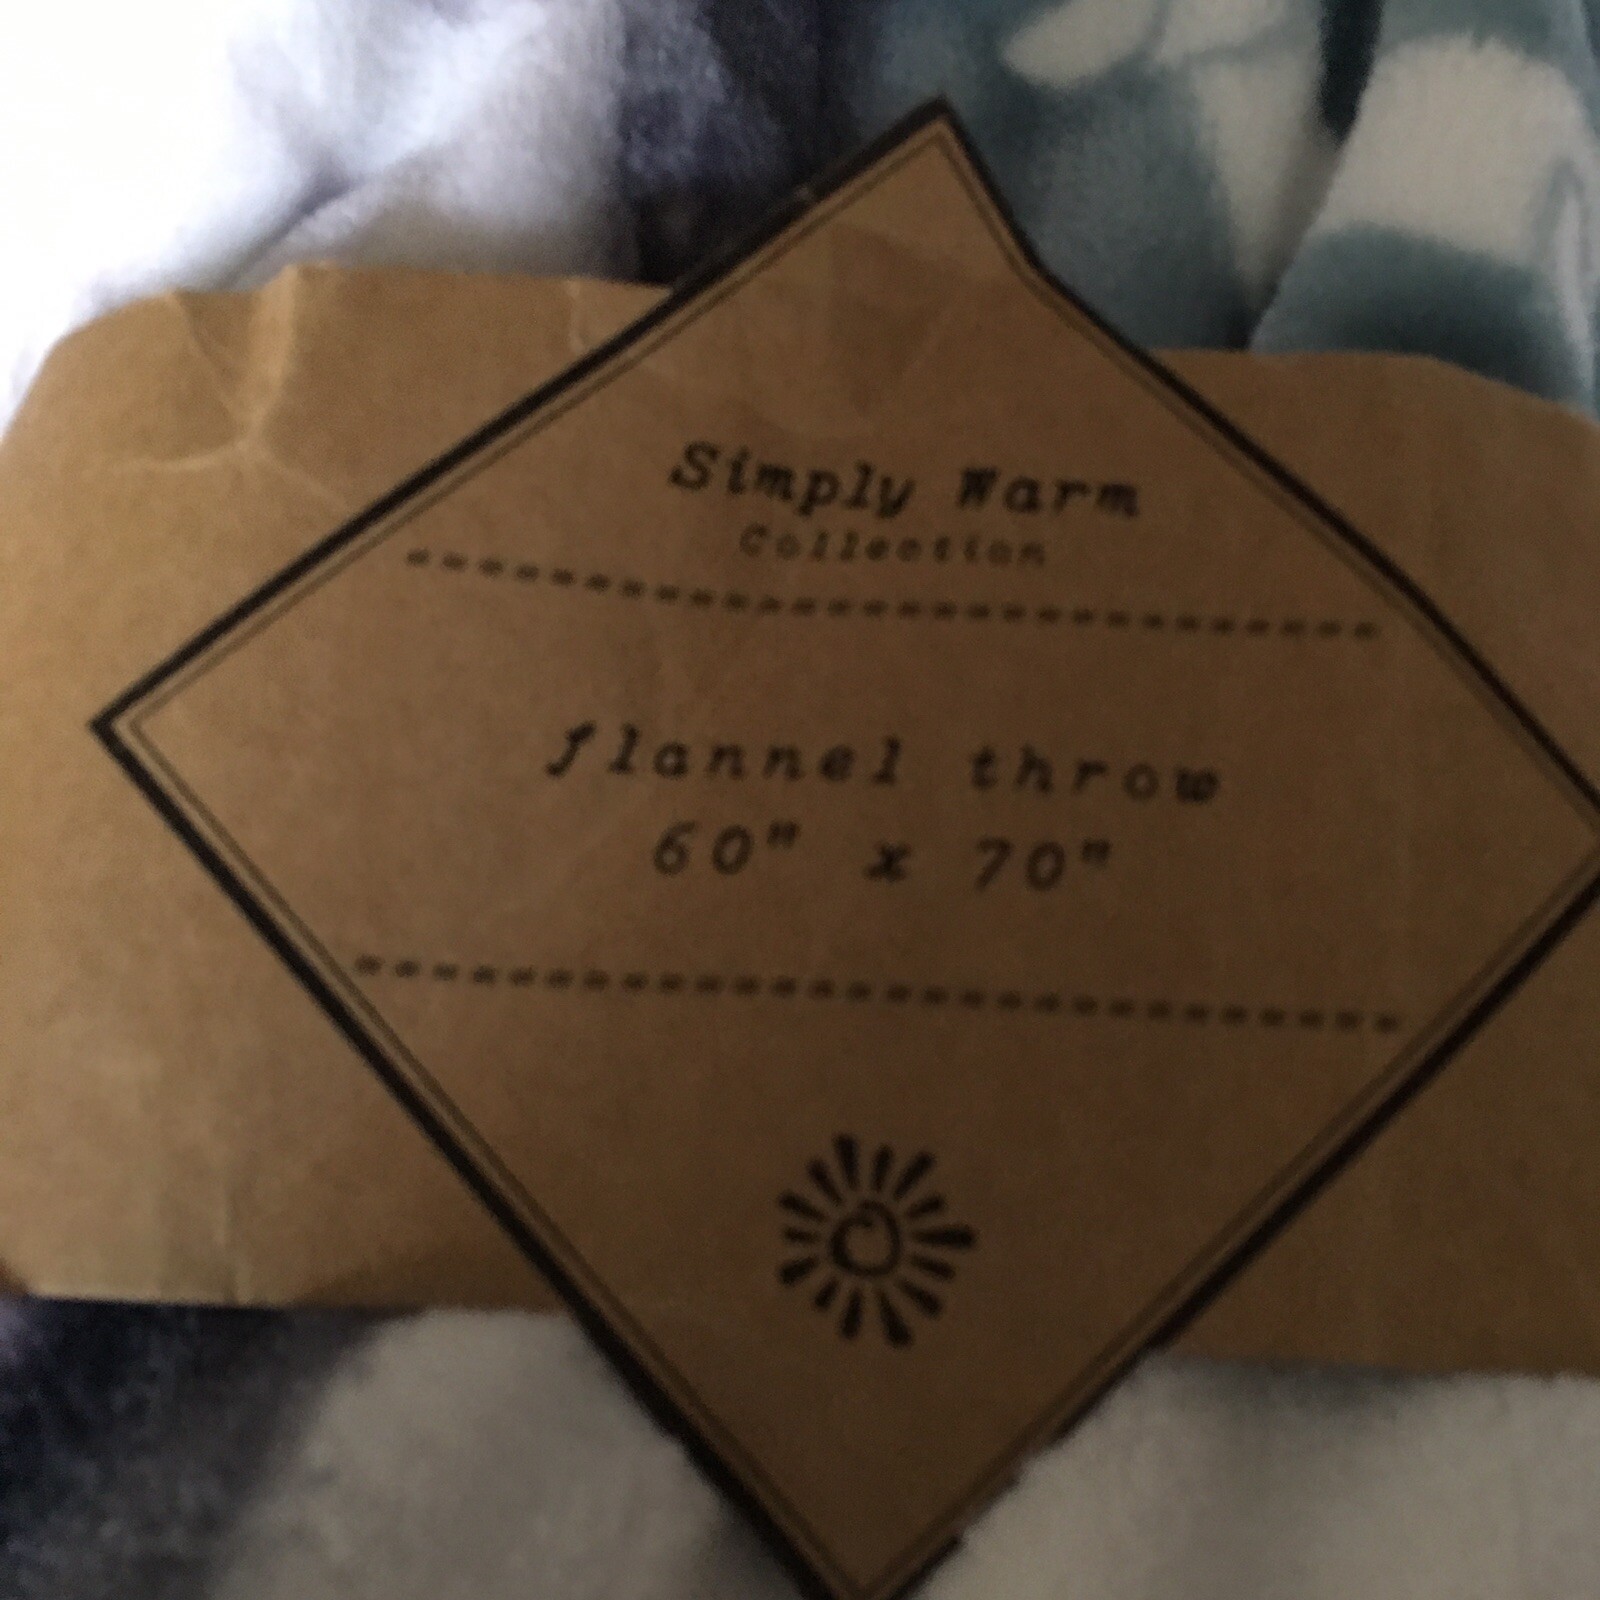 Simply Warm
Collection
flannel throw
60" x 70"